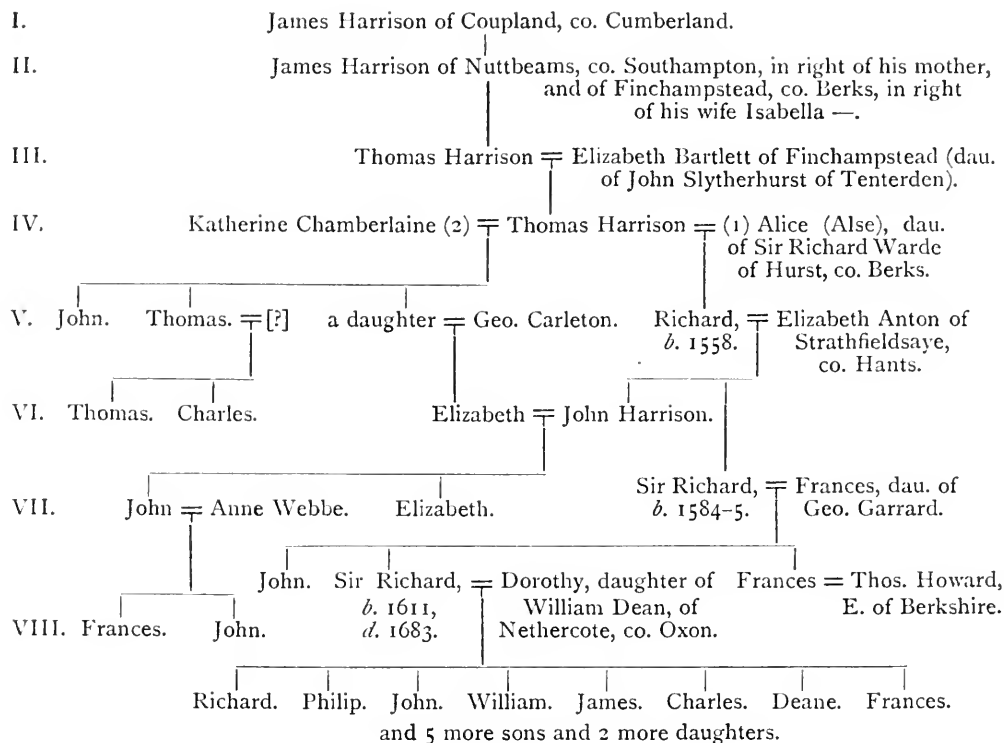 I. James Harrison of Coupland, co. Cumberland.
II. James Harrison of Nuttbeams, co. Southampton, in right of his mother,
and of Finchampstead, co. Berks, in right
of his wife Isabella —.
III. Thomas Harrison = Elizabeth Bartlett of Finchampstead (dau.
of John Slytherhurst of Tenterden).
IV. Katherine Chamberlaine (2) = Thomas Harrison = (1) Alice (Alse), dau.
of Sir Richard Warde
of Hurst, co. Berks.
V. John. Thomas. = [?] a daughter = Geo. Carleton. Richard, = Elizabeth Anton of
b. 1558. Strathfieldsaye,
co. Hants.
VI. Thomas. Charles. Elizabeth = John Harrison.
Sir Richard, = Frances, dau. of
VII. John = Anne Webbe. Elizabeth. b. 1584-5. Geo. Garrard.
John. Sir Richard, = Dorothy, daughter of Frances = Thos. Howard,
b. 1611, William Dean, of E. of Berkshire.
VIII. Frances. John. d. 1683. Nethercote, co. Oxon.
Richard. Philip. John. William. James. Charles. Deane. Frances.
and 5 more sons and 2 more daughters.